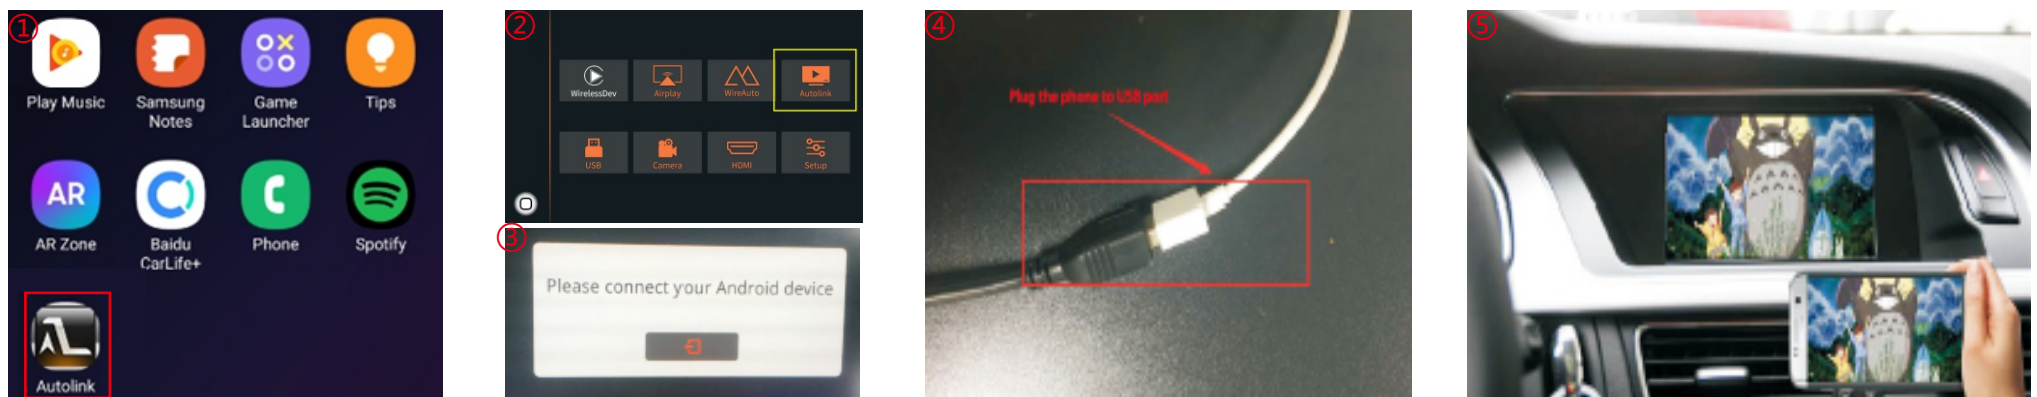 ①
Play Music
Samsung
Notes
Game
Launcher
Tips
AR
AR Zone
Baidu
CarLife+
Phone
Spotify
Autolink
②
WirelessDev
Airplay
WireAuto
Autolink
USB
Camera
HDMI
Setup
③
Please connect your Android device
④
Plug the phone to USB port
⑤